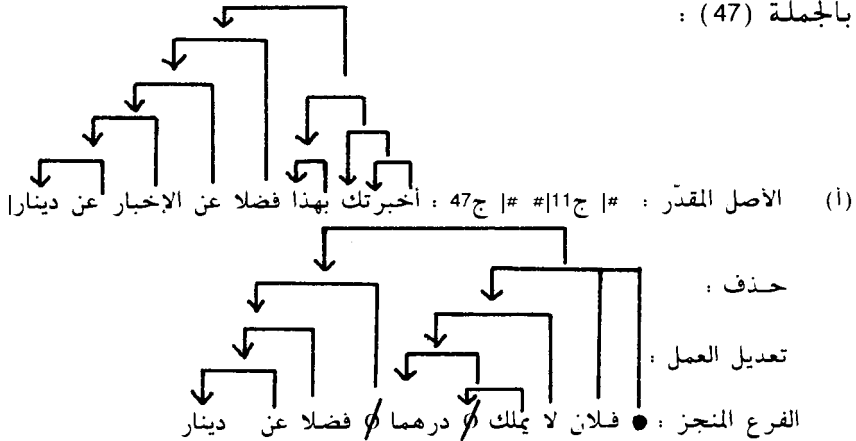 بالجملة (47) :
(أ) الأصل المقدّر : #| ج11|# #| ج47 : أخبرتك بهذا فضلا عن الإخبار عن دينار|
حـذف :
تعديل العمل :
الفرع المنجز : ● فلان لا يملك ∅ درهما ∅ فضلا عن دينار